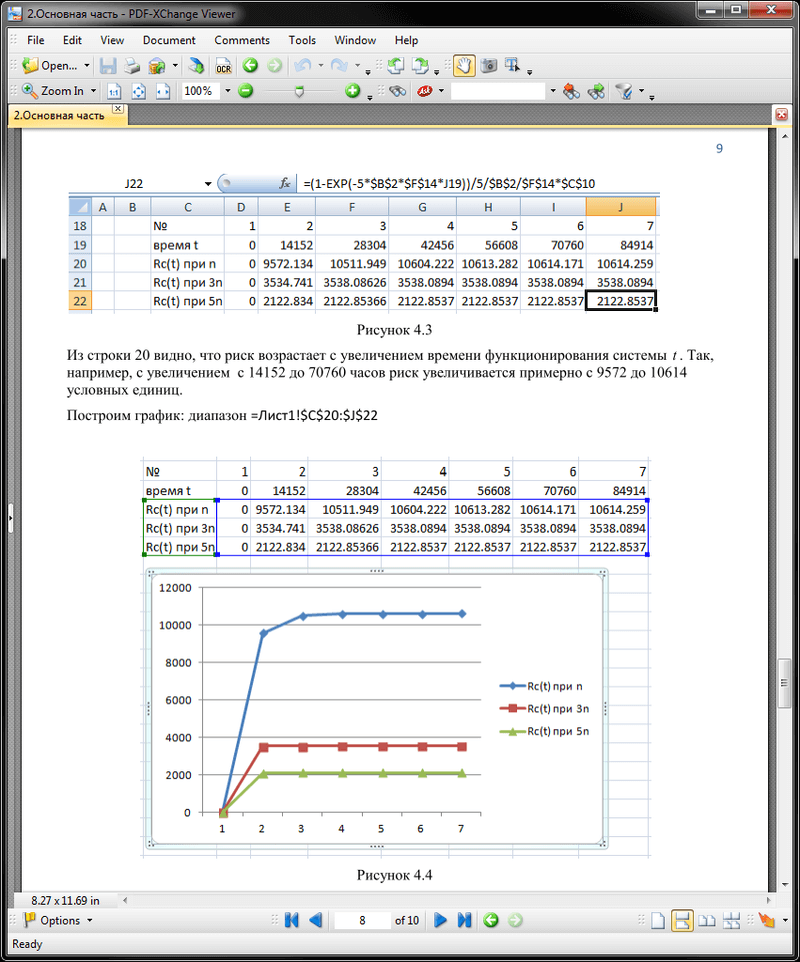 2.Основная часть - PDF-XChange Viewer
File Edit View Document Comments Tools Window Help
Open... OCR
Zoom In 1:1 100%
2.Основная часть
9
J22 fx =(1-EXP(-5*$B$2*$F$14*J19))/5/$B$2/$F$14*$C$10
A B C D E F G H I J
18 № 1 2 3 4 5 6 7
19 время t 0 14152 28304 42456 56608 70760 84914
20 Rc(t) при n 0 9572.134 10511.949 10604.222 10613.282 10614.171 10614.259
21 Rc(t) при 3n 0 3534.741 3538.08626 3538.0894 3538.0894 3538.0894 3538.0894
22 Rc(t) при 5n 0 2122.834 2122.85366 2122.8537 2122.8537 2122.8537 2122.8537
Рисунок 4.3
Из строки 20 видно, что риск возрастает с увеличением времени функционирования системы t . Так,
например, с увеличением с 14152 до 70760 часов риск увеличивается примерно с 9572 до 10614
условных единиц.
Построим график: диапазон =Лист1!$C$20:$J$22
№ 1 2 3 4 5 6 7
время t 0 14152 28304 42456 56608 70760 84914
Rc(t) при n 0 9572.134 10511.949 10604.222 10613.282 10614.171 10614.259
Rc(t) при 3n 0 3534.741 3538.08626 3538.0894 3538.0894 3538.0894 3538.0894
Rc(t) при 5n 0 2122.834 2122.85366 2122.8537 2122.8537 2122.8537 2122.8537
12000
10000
8000
6000
4000
2000
0
1 2 3 4 5 6 7
Rc(t) при n
Rc(t) при 3n
Rc(t) при 5n
Рисунок 4.4
8.27 x 11.69 in
Options 8 of 10
Ready